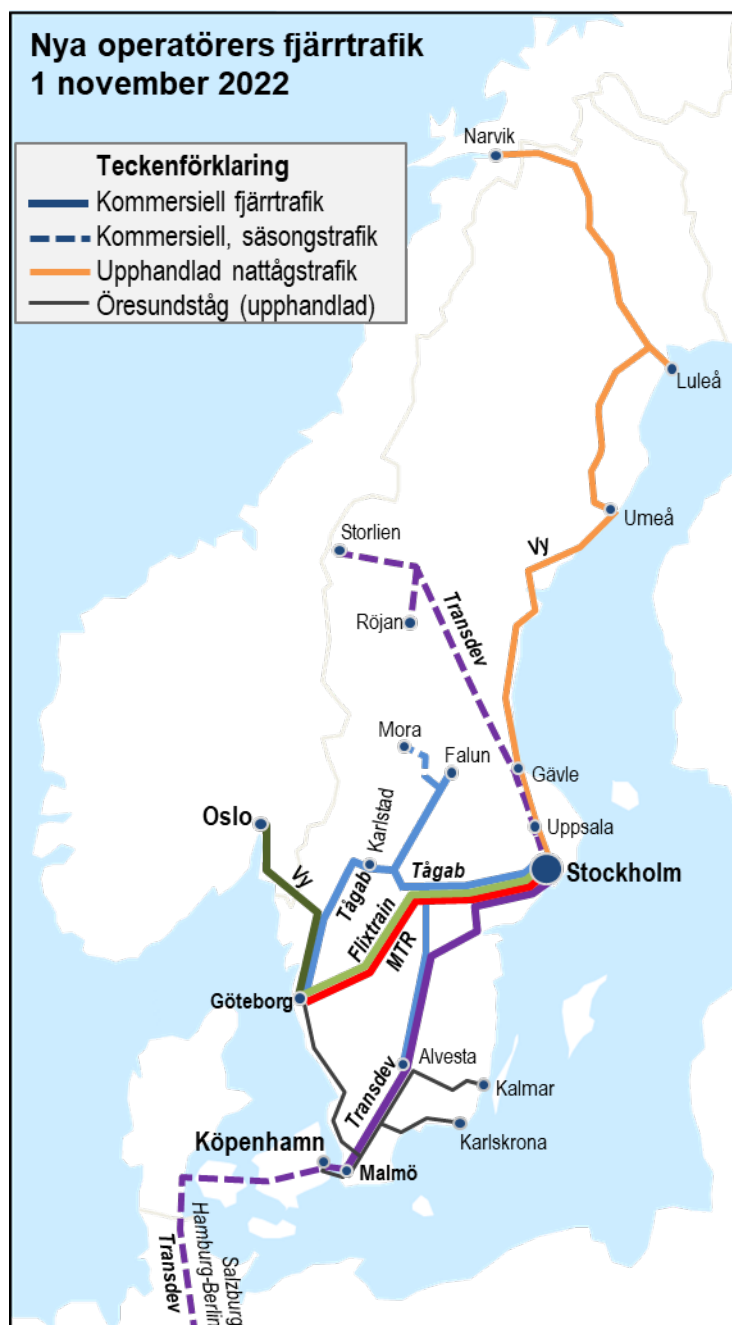 Nya operatörers fjärrtrafik
1 november 2022
Teckenförklaring
Kommersiell fjärrtrafik
Kommersiell, säsongstrafik
Upphandlad nattågstrafik
Öresundståg (upphandlad)
Narvik
Luleå
Umeå
Vy
Storlien
Transdev
Röjan
Mora
Falun
Gävle
Karlstad
Oslo
Uppsala
Vy
Tågab
Tågab
Stockholm
Flixtrain
MTR
Göteborg
Transdev
Alvesta
Kalmar
Köpenhamn
Karlskrona
Malmö
Transdev
Hamburg-Berlin
Salzburg